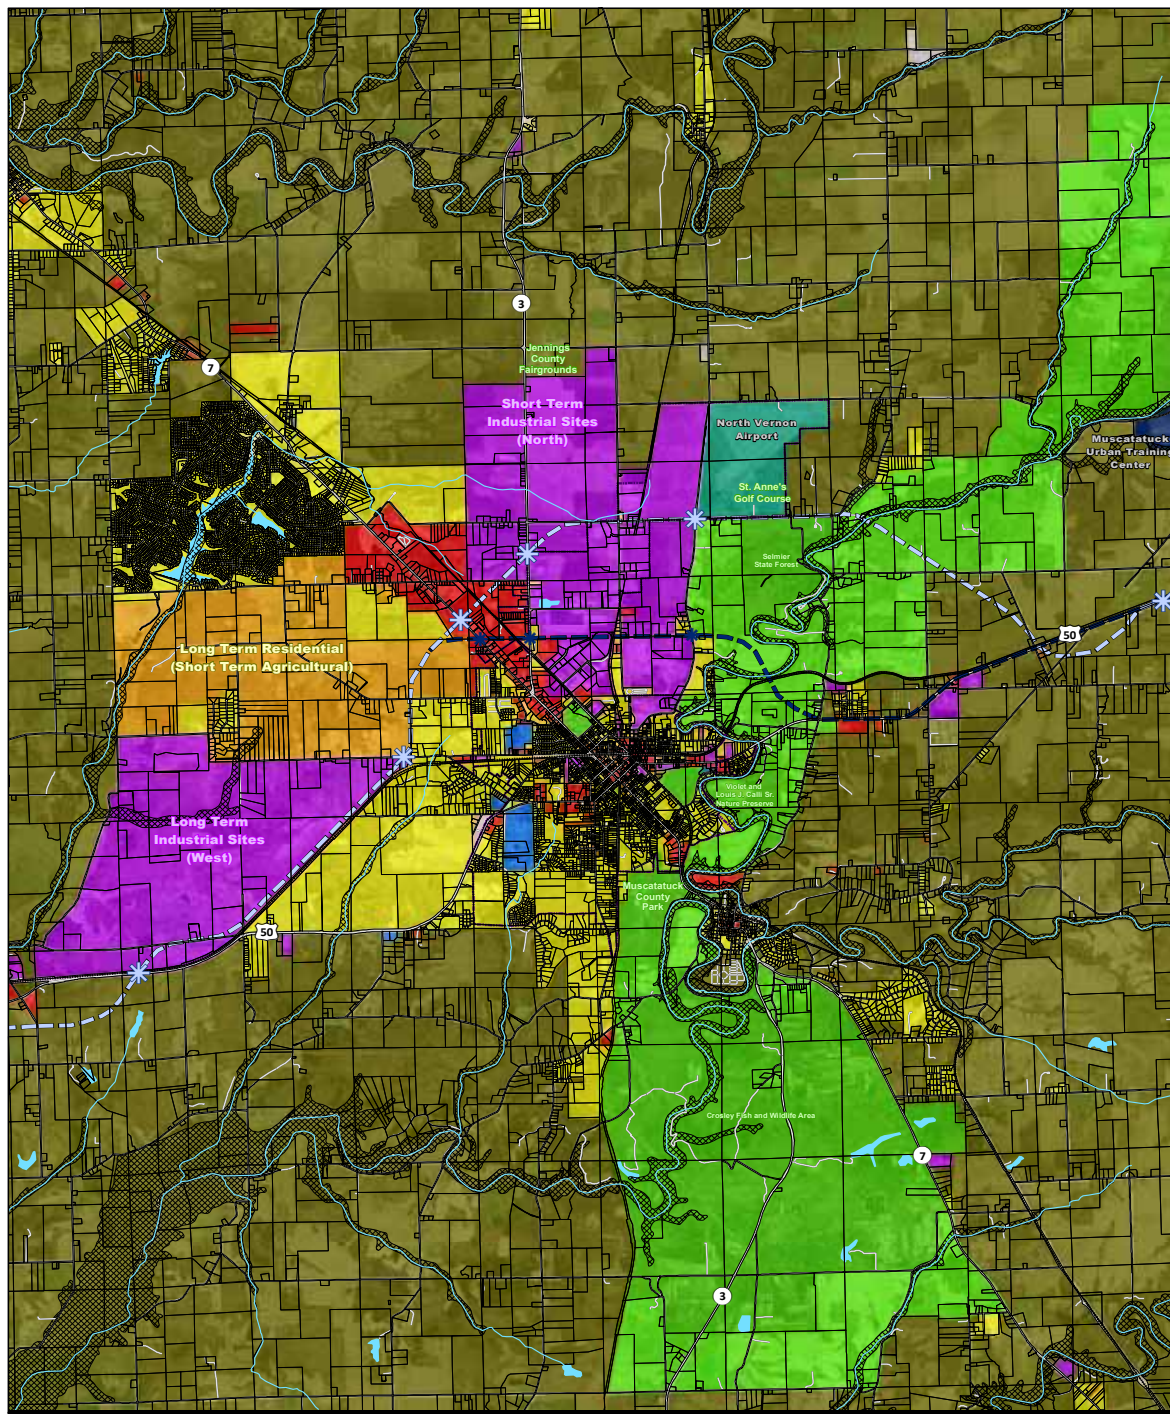 3
Jennings
County
Fairgrounds
7
Short Term
Industrial Sites
(North)
North Vernon
Airport
Muscatatuck
Urban Training
Center
St. Anne's
Golf Course
Selmier
State Forest
50
Long Term Residential
(Short Term Agricultural)
Violet and
Louis J. Calli Sr.
Nature Preserve
Long Term
Industrial Sites
(West)
Muscatatuck
County
Park
50
Crosley Fish and Wildlife Area
7
3